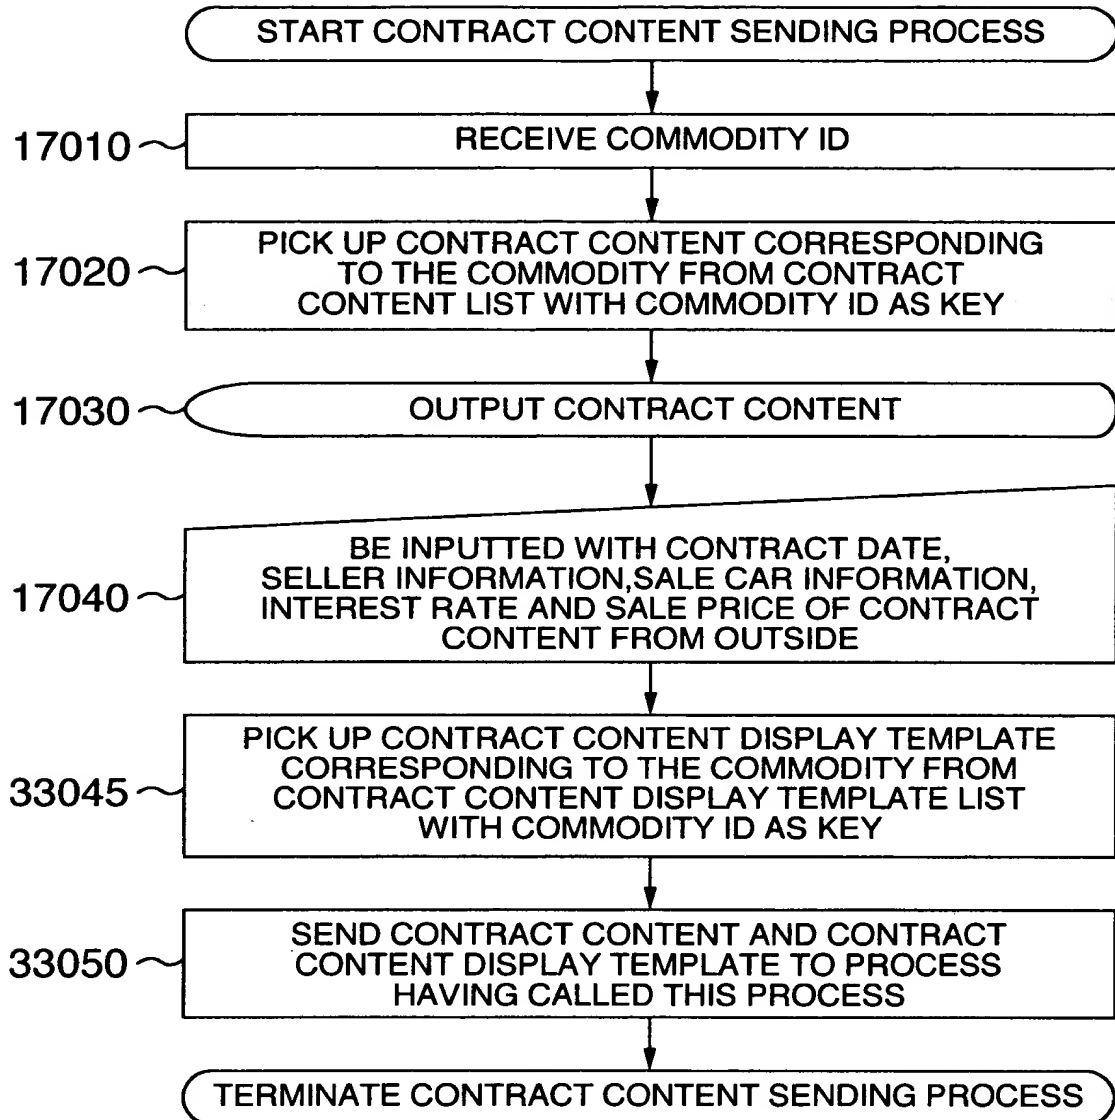 START CONTRACT CONTENT SENDING PROCESS
17010
RECEIVE COMMODITY ID
17020
PICK UP CONTRACT CONTENT CORRESPONDING
TO THE COMMODITY FROM CONTRACT
CONTENT LIST WITH COMMODITY ID AS KEY
17030
OUTPUT CONTRACT CONTENT
17040
BE INPUTTED WITH CONTRACT DATE,
SELLER INFORMATION,SALE CAR INFORMATION,
INTEREST RATE AND SALE PRICE OF CONTRACT
CONTENT FROM OUTSIDE
33045
PICK UP CONTRACT CONTENT DISPLAY TEMPLATE
CORRESPONDING TO THE COMMODITY FROM
CONTRACT CONTENT DISPLAY TEMPLATE LIST
WITH COMMODITY ID AS KEY
33050
SEND CONTRACT CONTENT AND CONTRACT
CONTENT DISPLAY TEMPLATE TO PROCESS
HAVING CALLED THIS PROCESS
TERMINATE CONTRACT CONTENT SENDING PROCESS